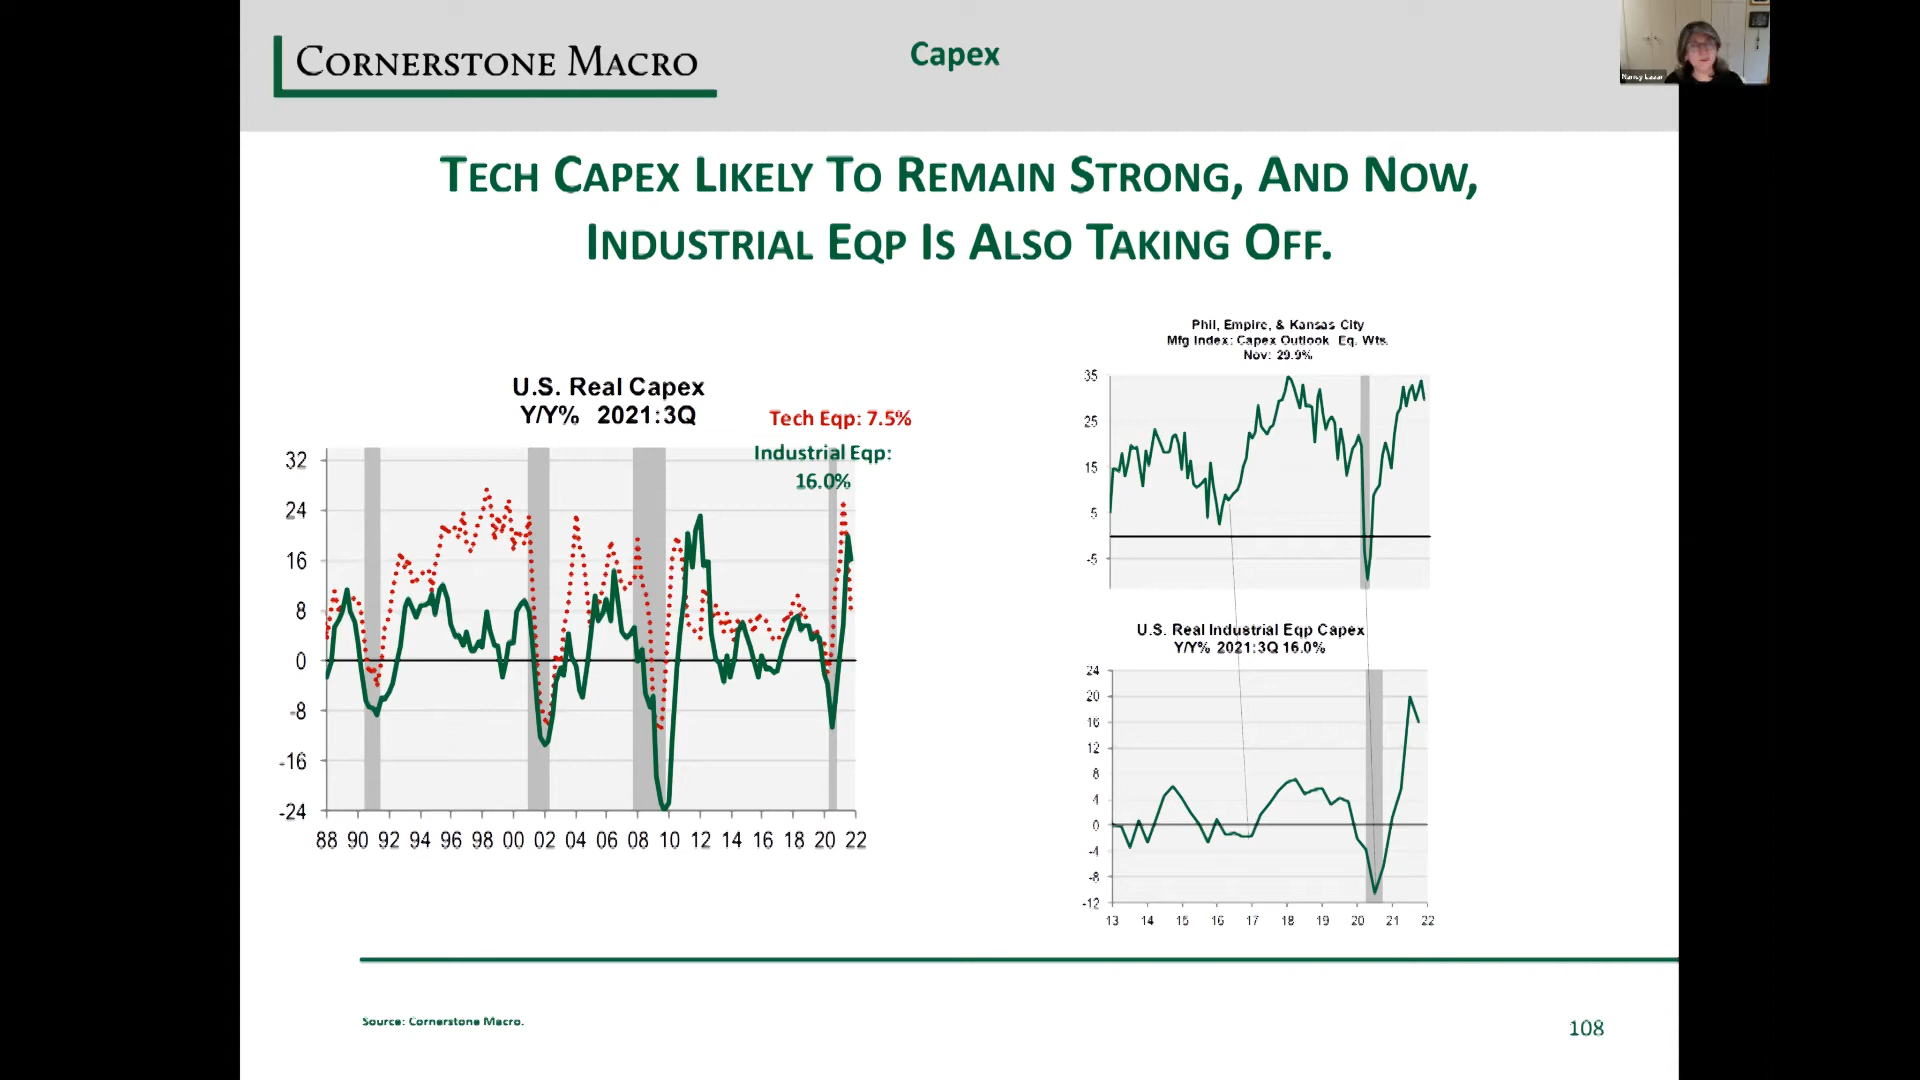 CORNERSTONE MACRO
Capex
Nancy Lazar
TECH CAPEX LIKELY TO REMAIN STRONG, AND NOW,
INDUSTRIAL EQP IS ALSO TAKING OFF.
U.S. Real Capex
Y/Y% 2021:3Q
Tech Eqp: 7.5%
Industrial Eqp:
16.0%
32
24
16
8
0
-8
-16
-24
88 90 92 94 96 98 00 02 04 06 08 10 12 14 16 18 20 22
Phil, Empire, & Kansas City
Mfg Index: Capex Outlook Eq. Wts.
Nov: 29.9%
35
25
15
5
-5
U.S. Real Industrial Eqp Capex
Y/Y% 2021:3Q 16.0%
24
20
16
12
8
4
0
-4
-8
-12
13 14 15 16 17 18 19 20 21 22
Source: Cornerstone Macro.
108